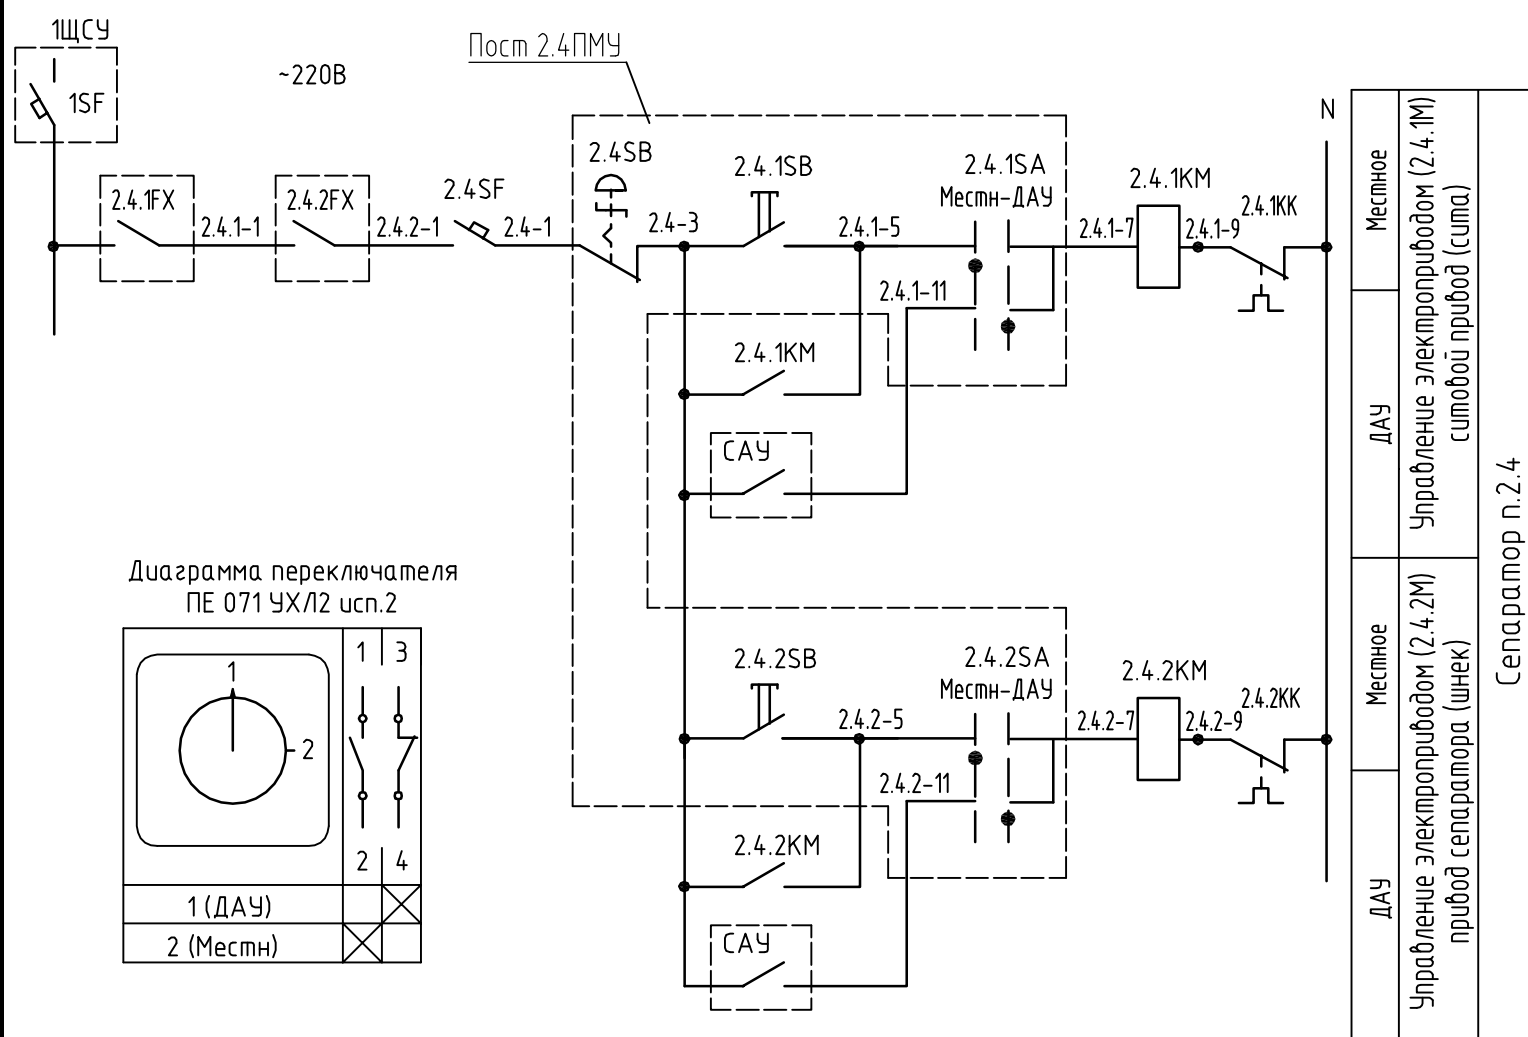 1ЩСУ
1SF
~220В
Пост 2.4ПМУ
2.4.1FX
2.4.1-1
2.4.2FX
2.4.2-1
2.4SF
2.4-1
2.4SB
2.4-3
2.4.1SB
2.4.1-5
2.4.1SA
Местн-ДАУ
2.4.1-7
2.4.1KM
2.4.1-9
2.4.1KK
N
2.4.1-11
2.4.1KM
САУ
2.4.2SB
2.4.2-5
2.4.2SA
Местн-ДАУ
2.4.2-7
2.4.2KM
2.4.2-9
2.4.2KK
2.4.2-11
2.4.2KM
САУ
Диаграмма переключателя
ПЕ 071 УХЛ2 исп.2
1
2
1
3
2
4
1 (ДАУ)
2 (Местн)
Местное
ДАУ
Управление электроприводом (2.4.1М)
ситовой привод (сита)
Местное
ДАУ
Управление электроприводом (2.4.2М)
привод сепаратора (шнек)
Сепаратор п.2.4